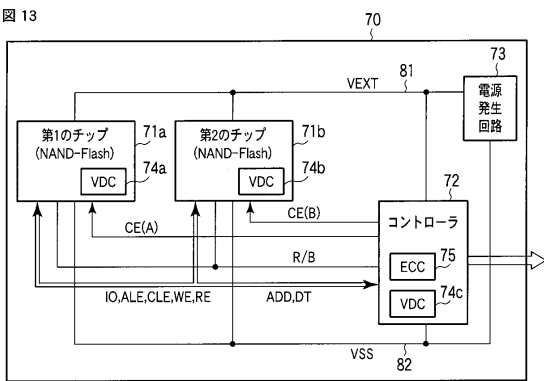 図 13
70
73
VEXT
81
電源
発生
回路
第1のチップ
(NAND-Flash)
71a
VDC
74a
第2のチップ
(NAND-Flash)
71b
VDC
74b
72
コントローラ
CE(B)
CE(A)
R/B
ECC
75
IO,ALE,CLE,WE,RE
ADD,DT
VDC
74c
VSS
82